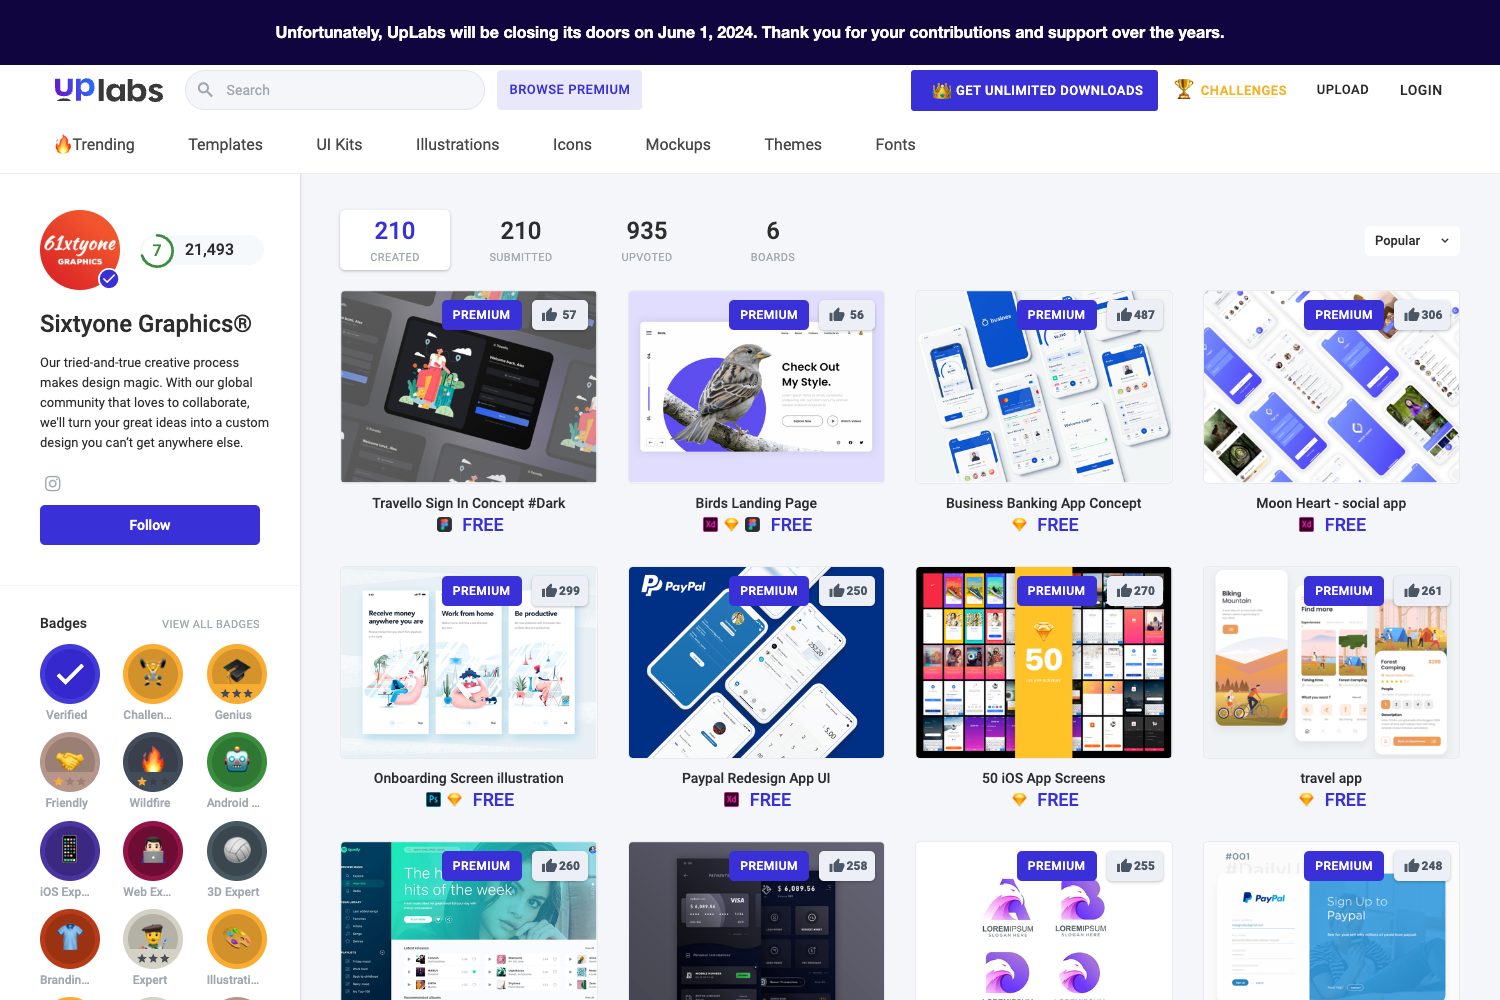 Unfortunately, UpLabs will be closing its doors on June 1, 2024. Thank you for your contributions and support over the years.
uplabs
Search
BROWSE PREMIUM
GET UNLIMITED DOWNLOADS
CHALLENGES
UPLOAD
LOGIN
Trending
Templates
UI Kits
Illustrations
Icons
Mockups
Themes
Fonts
61xtyone
GRAPHICS
7
21,493
Sixtyone Graphics®
Our tried-and-true creative process
makes design magic. With our global
community that loves to collaborate,
we'll turn your great ideas into a custom
design you can't get anywhere else.
Follow
Badges
VIEW ALL BADGES
Verified
Challen...
Genius
Friendly
Wildfire
Android ...
iOS Exp...
Web Ex...
3D Expert
Brandin...
Expert
Illustrati...
210
CREATED
210
SUBMITTED
935
UPVOTED
6
BOARDS
Popular
PREMIUM
57
Travello Sign In Concept #Dark
FREE
PREMIUM
56
Check Out
My Style.
Birds Landing Page
Xd
FREE
PREMIUM
487
Business Banking App Concept
FREE
PREMIUM
306
Moon Heart - social app
Xd
FREE
PREMIUM
299
Receive money
anywhere you are
Work from home
Be productive
Onboarding Screen illustration
Ps
FREE
PREMIUM
250
PayPal
Paypal Redesign App UI
Xd
FREE
PREMIUM
270
50
50 iOS App Screens
FREE
PREMIUM
261
Biking
Mountain
Find more
Forest
Camping
travel app
FREE
PREMIUM
260
The h
hits of the week
PREMIUM
258
$ 6,089.56
VISA
PREMIUM
255
LOREMIPSUM
SLOGAN HERE
LOREMIPSUM
SLOGAN HERE
PREMIUM
248
#001
PayPal
Sign Up to
Paypal